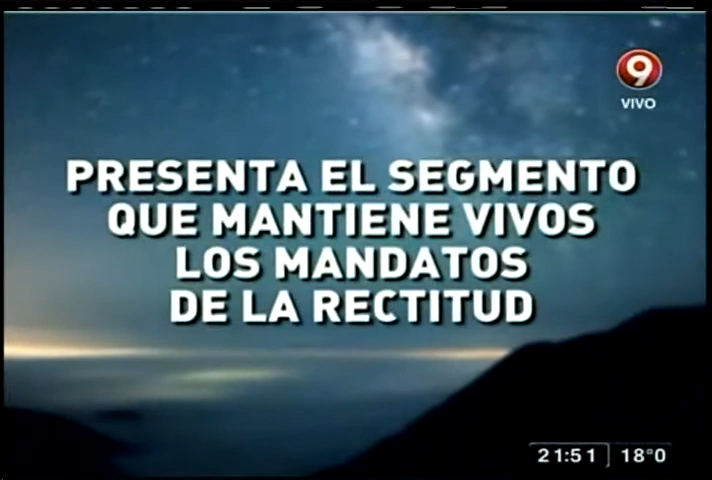 9
VIVO
PRESENTA EL SEGMENTO
QUE MANTIENE VIVOS
LOS MANDATOS
DE LA RECTITUD
21:51 18°0